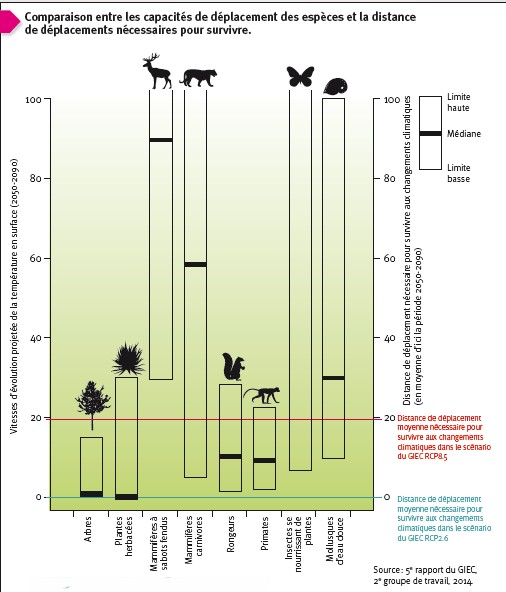 Comparaison entre les capacités de déplacement des espèces et la distance
de déplacements nécessaires pour survivre.
Vitesses d'évolution projetée de la température en surface (2050-2090)
100
80
60
40
20
0
100
80
60
40
20
0
Distance de déplacement nécessaire pour survivre aux changements climatiques
(en moyenne d'ici la période 2050-2090)
Limite
haute
Médiane
Limite
basse
Distance de déplacement
moyenne nécessaire pour
survivre aux changements
climatiques dans le scénario
du GIEC RCP8.5
Distance de déplacement
moyenne nécessaire pour
survivre aux changements
climatiques dans le scénario
du GIEC RCP2.6
Arbres
Plantes
herbacées
Mammifères à
sabots fendus
Mammifères
carnivores
Rongeurs
Primates
Insectes se
nourrissant de
plantes
Mollusques
d'eau douce
Source : 5e rapport du GIEC,
2e groupe de travail, 2014.